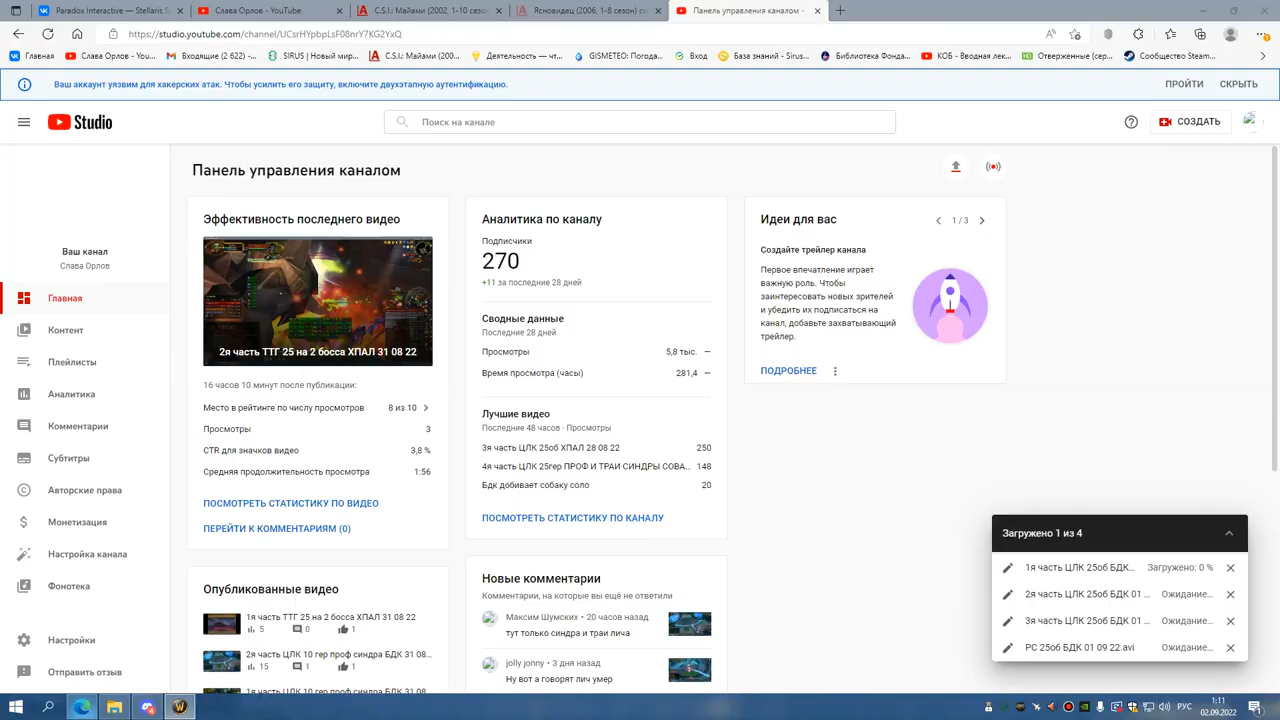 Paradox Interactive — Stellaris S
Слава Орлов - YouTube
C.S.I.: Майами (2002, 1-10 сезон)
Ясновидец (2006, 1-8 сезон) см
Панель управления каналом -
https://studio.youtube.com/channel/UCsrHYpbpLsF08nrY7KG2YxQ
Главная
Слава Орлов - You...
Входящие (2 622) -...
SIRUS | Новый мир...
C.S.I.: Майами (200...
Деятельность — чт...
GISMETEO: Погода...
Вход
База знаний - Sirus...
Библиотека Фонда...
КОБ - Вводная лек...
Отверженные (сер...
Сообщество Steam...
Ваш аккаунт уязвим для хакерских атак. Чтобы усилить его защиту, включите двухэтапную аутентификацию.
ПРОЙТИ СКРЫТЬ
Studio
Поиск на канале
СОЗДАТЬ
Ваш канал
Слава Орлов
Главная
Контент
Плейлисты
Аналитика
Комментарии
Субтитры
Авторские права
Монетизация
Настройка канала
Фонотека
Настройки
Отправить отзыв
Панель управления каналом
Эффективность последнего видео
2я часть ТТГ 25 на 2 босса ХПАЛ 31 08 22
16 часов 10 минут после публикации:
Место в рейтинге по числу просмотров 8 из 10
Просмотры 3
CTR для значков видео 3,8 %
Средняя продолжительность просмотра 1:56
ПОСМОТРЕТЬ СТАТИСТИКУ ПО ВИДЕО
ПЕРЕЙТИ К КОММЕНТАРИЯМ (0)
Опубликованные видео
1я часть ТТГ 25 на 2 босса ХПАЛ 31 08 22
5 0 1
2я часть ЦЛК 10 гер проф синдра БДК 31 08...
15 1 1
1я часть ЦЛК 10 гер проф синдра БДК 31 08
Аналитика по каналу
Подписчики
270
+11 за последние 28 дней
Сводные данные
Последние 28 дней
Просмотры 5,8 тыс. —
Время просмотра (часы) 281,4 —
Лучшие видео
Последние 48 часов · Просмотры
3я часть ЦЛК 25об ХПАЛ 28 08 22 250
4я часть ЦЛК 25гер ПРОФ И ТРАИ СИНДРЫ СОВА... 148
Бдк добивает собаку соло 20
ПОСМОТРЕТЬ СТАТИСТИКУ ПО КАНАЛУ
Новые комментарии
Комментарии, на которые вы ещё не ответили
Максим Шумских • 20 часов назад
тут только синдра и траи лича
jolly jonny • 3 дня назад
Ну вот а говорят лич умер
Идеи для вас
1 / 3
Создайте трейлер канала
Первое впечатление играет
важную роль. Чтобы
заинтересовать новых зрителей
и убедить их подписаться на
канал, добавьте захватывающий
трейлер.
ПОДРОБНЕЕ
Загружено 1 из 4
1я часть ЦЛК 25об БДК... Загружено: 0 %
2я часть ЦЛК 25об БДК 01 ... Ожидание...
3я часть ЦЛК 25об БДК 01 ... Ожидание...
РС 25об БДК 01 09 22.avi Ожидание...
РУС
1:11
02.09.2022